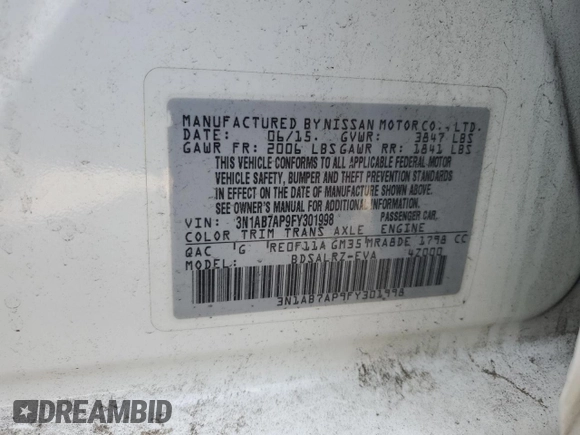 MANUFACTURED BY NISSAN MOTOR CO., LTD.
DATE: 06/15. GVWR: 3847 LBS
GAWR FR: 2006 LBS GAWR RR: 1841 LBS
THIS VEHICLE CONFORMS TO ALL APPLICABLE FEDERAL MOTOR
VEHICLE SAFETY, BUMPER AND THEFT PREVENTION STANDARDS
IN EFFECT ON THE DATE OF MANUFACTURE SHOWN ABOVE.
SEE OWNER'S MANUAL FOR ADDITIONAL INFORMATION.
VIN: 3N1AB7AP9FY301998 PASSENGER CAR.
COLOR TRIM TRANS AXLE ENGINE
QAC 'G 'RE0F11A GM35 MRA8DE 1798 CC
MODEL: BDSALRZ-EVA 4Z000
3N1AB7AP9FY301998
DREAMBID